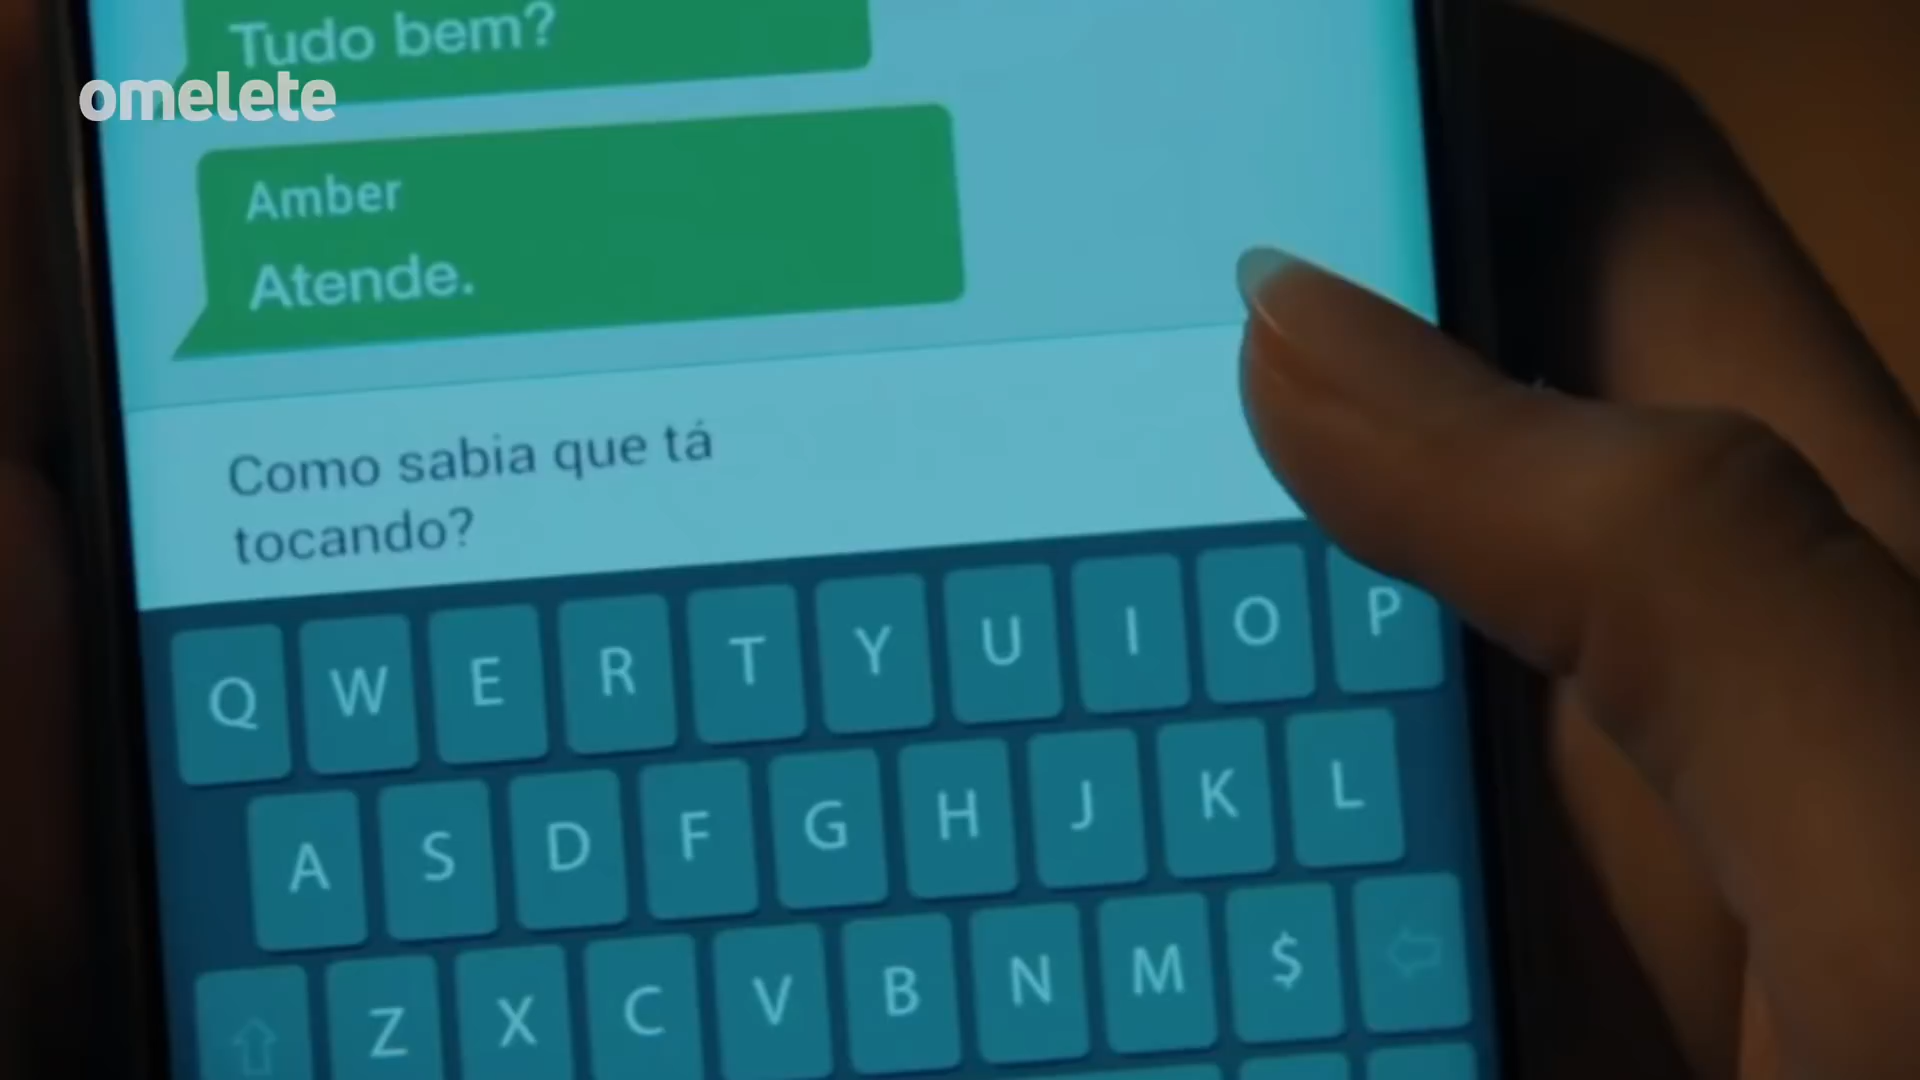 Tudo bem?
omelete
Amber
Atende.
Como sabia que tá
tocando?
Q W E R T Y U I O P
A S D F G H J K L
Z X C V B N M $